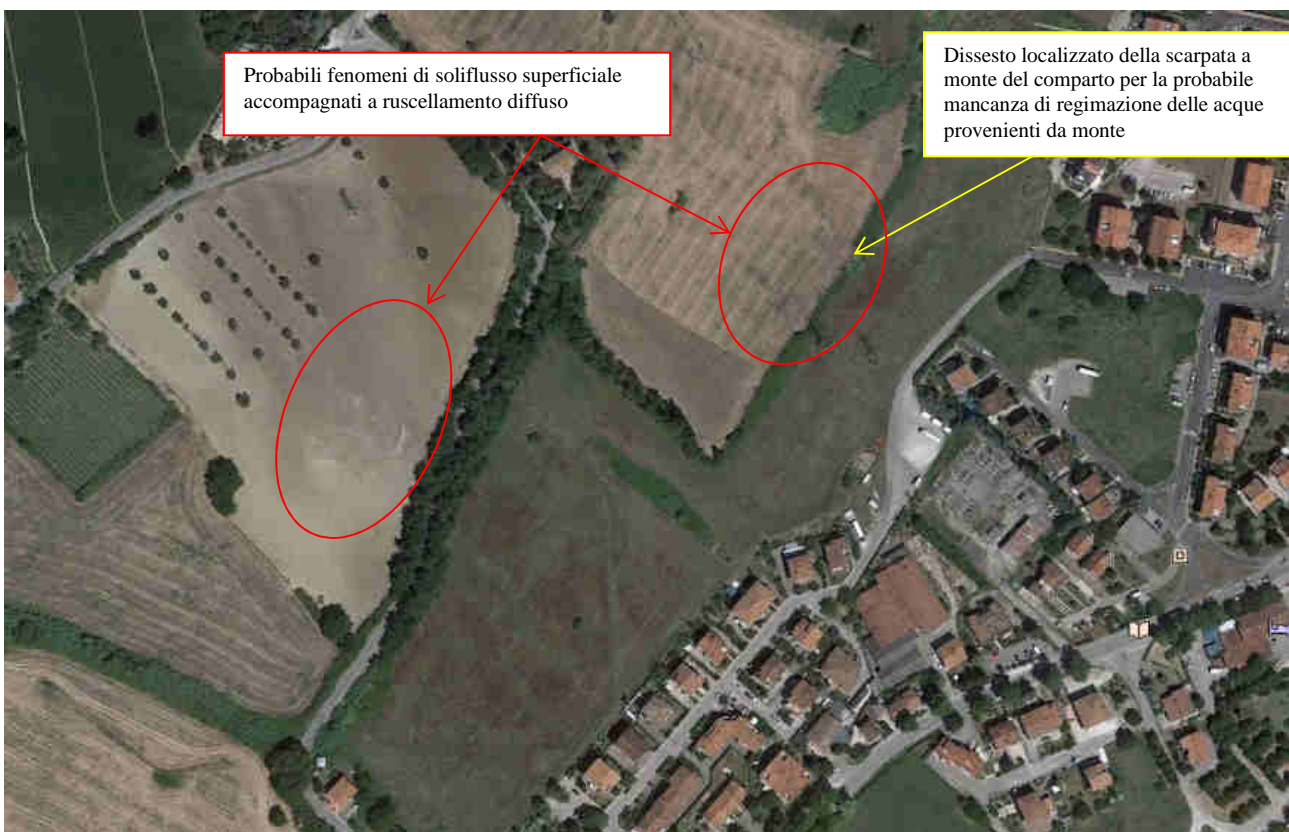 Probabili fenomeni di soliflusso superficiale
accompagnati a ruscellamento diffuso
Dissesto localizzato della scarpata a
monte del comparto per la probabile
mancanza di regimazione delle acque
provenienti da monte